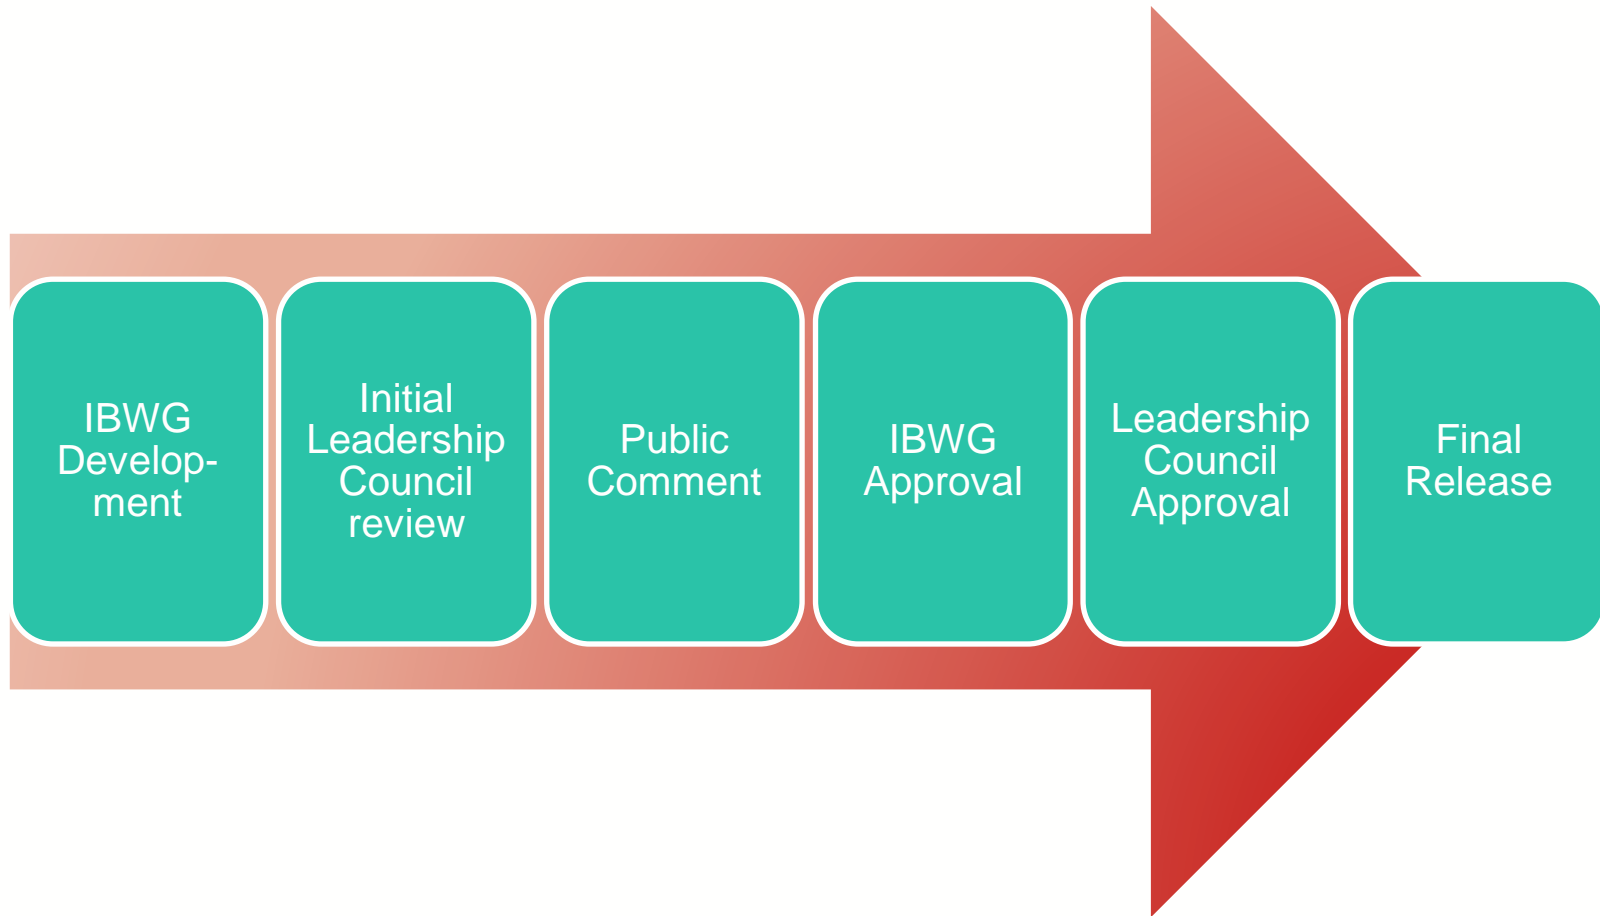 IBWG
Develop-
ment
Initial
Leadership
Council
review
Public
Comment
IBWG
Approval
Leadership
Council
Approval
Final
Release